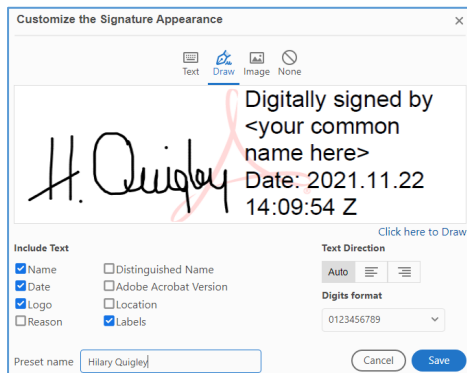 Customize the Signature Appearance
Text Draw Image None
H. Quigley
Digitally signed by
<your common
name here>
Date: 2021.11.22
14:09:54 Z
Click here to Draw
Include Text
Text Direction
Name
Distinguished Name
Auto
Date
Adobe Acrobat Version
Logo
Location
Digits format
Reason
Labels
0123456789
Preset name Hilary Quigley
Cancel Save